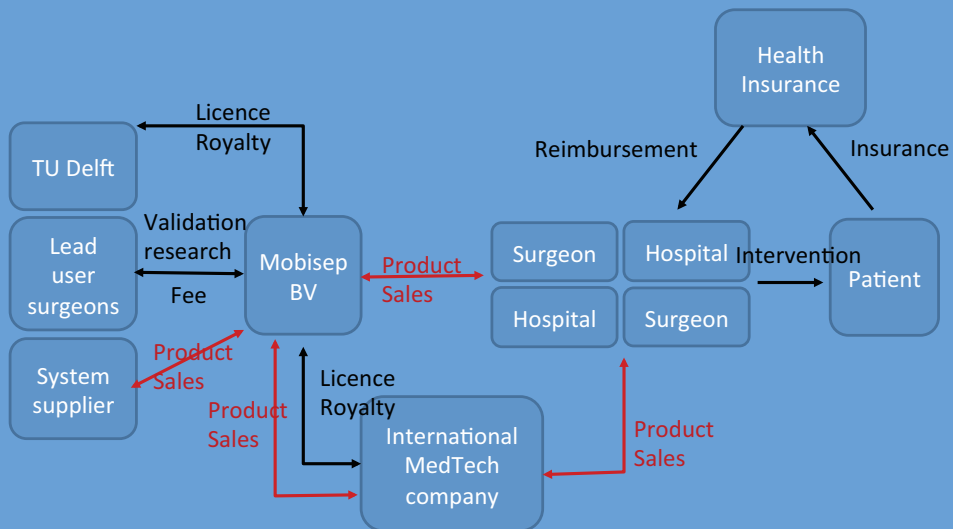 Health
Insurance
Licence
Royalty
TU Delft
Reimbursement
Insurance
Validation
research
Fee
Lead
user
surgeons
Mobisep
BV
Product
Sales
Surgeon
Hospital
Hospital
Surgeon
Intervention
Patient
System
supplier
Product
Sales
Product
Sales
Licence
Royalty
International
MedTech
company
Product
Sales